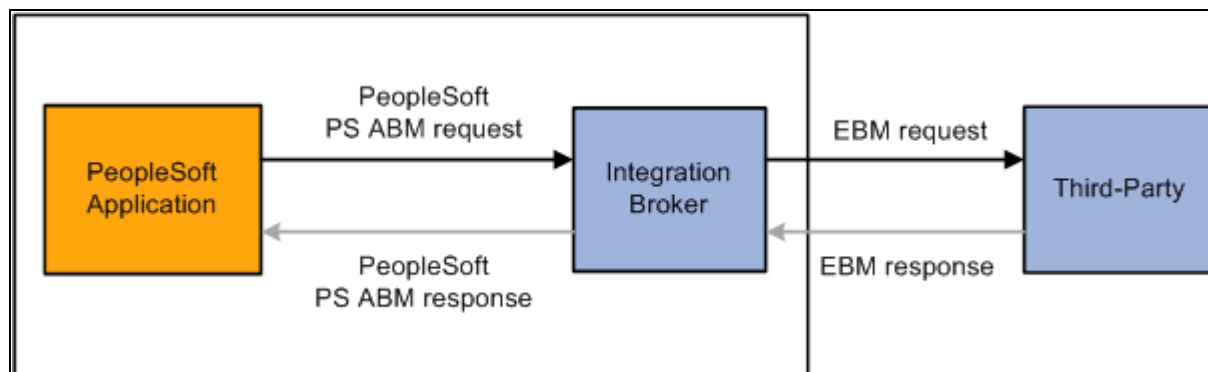 PeopleSoft
Application
PeopleSoft
PS ABM request
PeopleSoft
PS ABM response
Integration
Broker
EBM request
EBM response
Third-Party